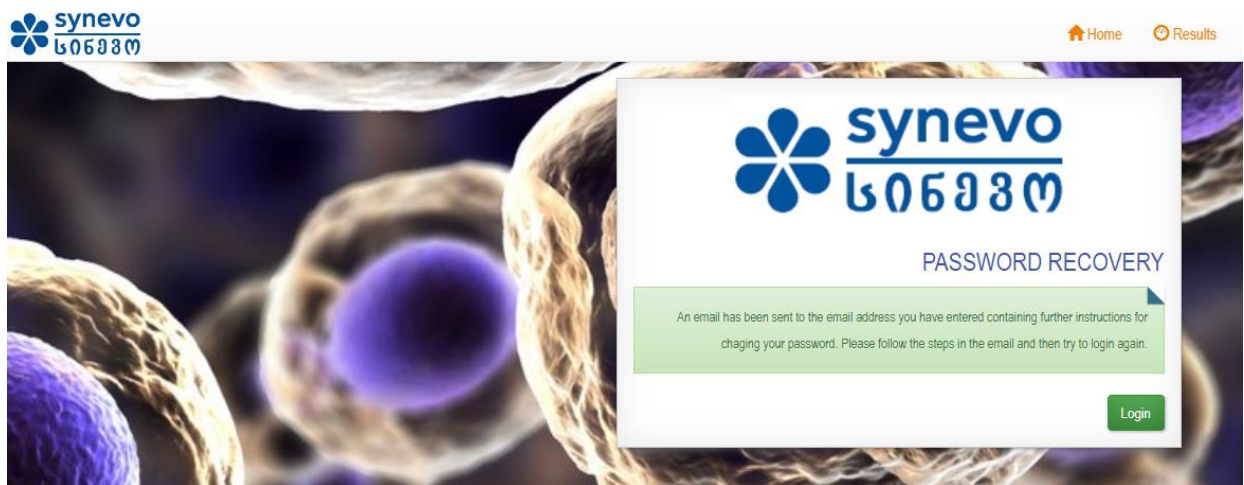 synevo
სინევო
Home Results
synevo
სინევო
PASSWORD RECOVERY
An email has been sent to the email address you have entered containing further instructions for
chaging your password. Please follow the steps in the email and then try to login again.
Login